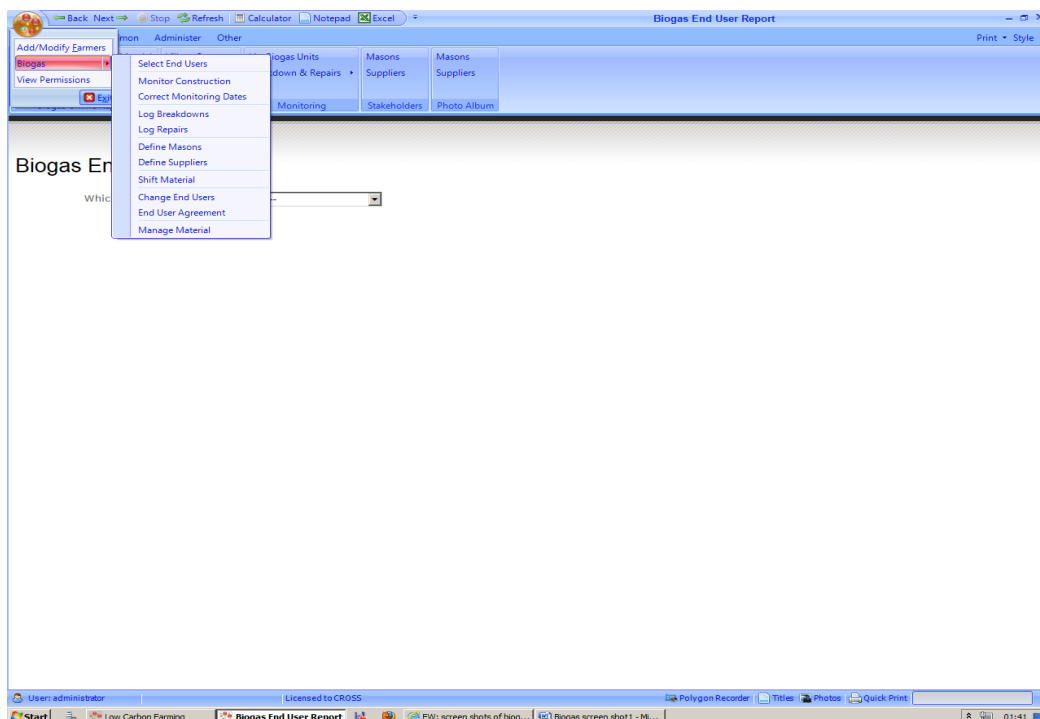 Back Next Stop Refresh Calculator Notepad Excel Biogas End User Report
mon Administer Other Print Style
Add/Modify Farmers
Biogas
View Permissions
Exit
Select End Users
Monitor Construction
Correct Monitoring Dates
Log Breakdowns
Log Repairs
Define Masons
Define Suppliers
Shift Material
Change End Users
End User Agreement
Manage Material
iogas Units
kdown & Repairs
Monitoring
Masons
Suppliers
Stakeholders
Masons
Suppliers
Photo Album
Biogas En
Whic
User: administrator Licensed to CROSS Polygon Recorder Titles Photos Quick Print
Start Low Carbon Farming Biogas End User Report FW: screen shots of biog... Biogas screen shot1 - Mi... 01:41